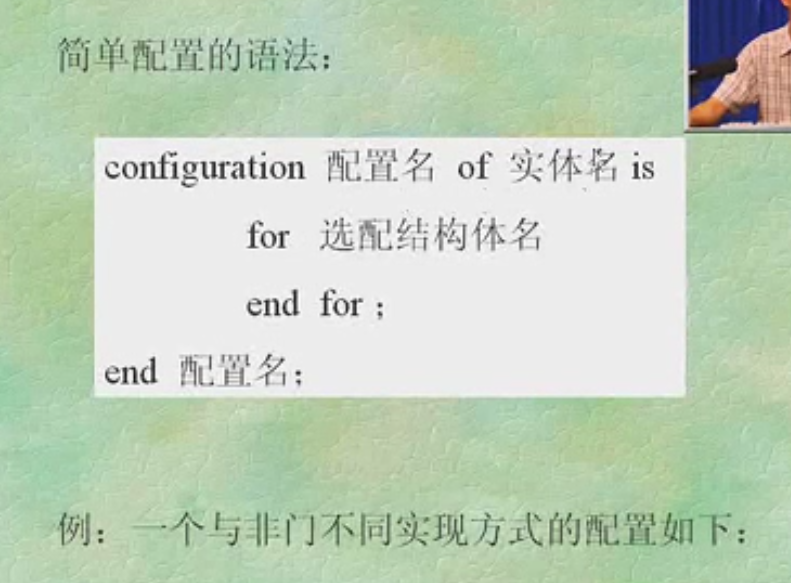 简单配置的语法：
configuration 配置名 of 实体名 is
for 选配结构体名
end for；
end 配置名；
例：一个与非门不同实现方式的配置如下：